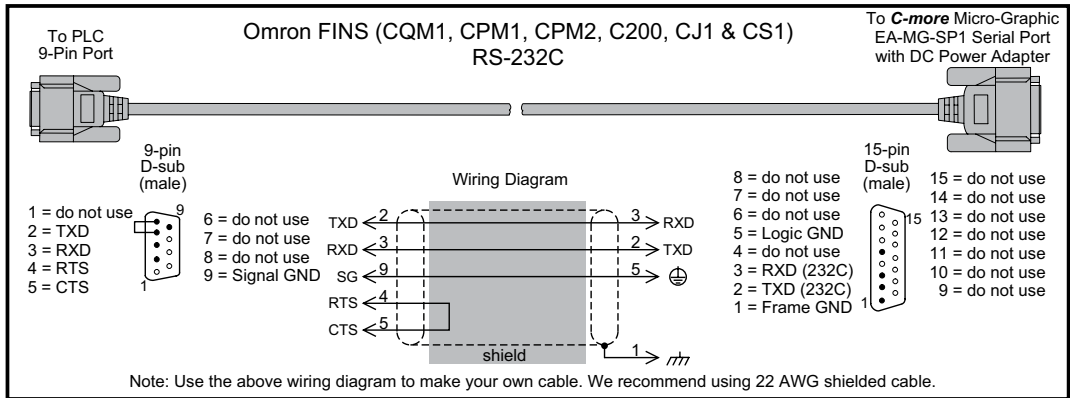 To PLC
9-Pin Port
Omron FINS (CQM1, CPM1, CPM2, C200, CJ1 & CS1)
RS-232C
To C-more Micro-Graphic
EA-MG-SP1 Serial Port
with DC Power Adapter
9-pin
D-sub
(male)
1 = do not use
2 = TXD
3 = RXD
4 = RTS
5 = CTS
9
1
6 = do not use
7 = do not use
8 = do not use
9 = Signal GND
Wiring Diagram
TXD 2 3 RXD
RXD 3 2 TXD
SG 9 5
RTS 4
CTS 5
shield
1
8 = do not use
7 = do not use
6 = do not use
5 = Logic GND
4 = do not use
3 = RXD (232C)
2 = TXD (232C)
1 = Frame GND
15-pin
D-sub
(male)
15
1
15 = do not use
14 = do not use
13 = do not use
12 = do not use
11 = do not use
10 = do not use
9 = do not use
Note: Use the above wiring diagram to make your own cable. We recommend using 22 AWG shielded cable.